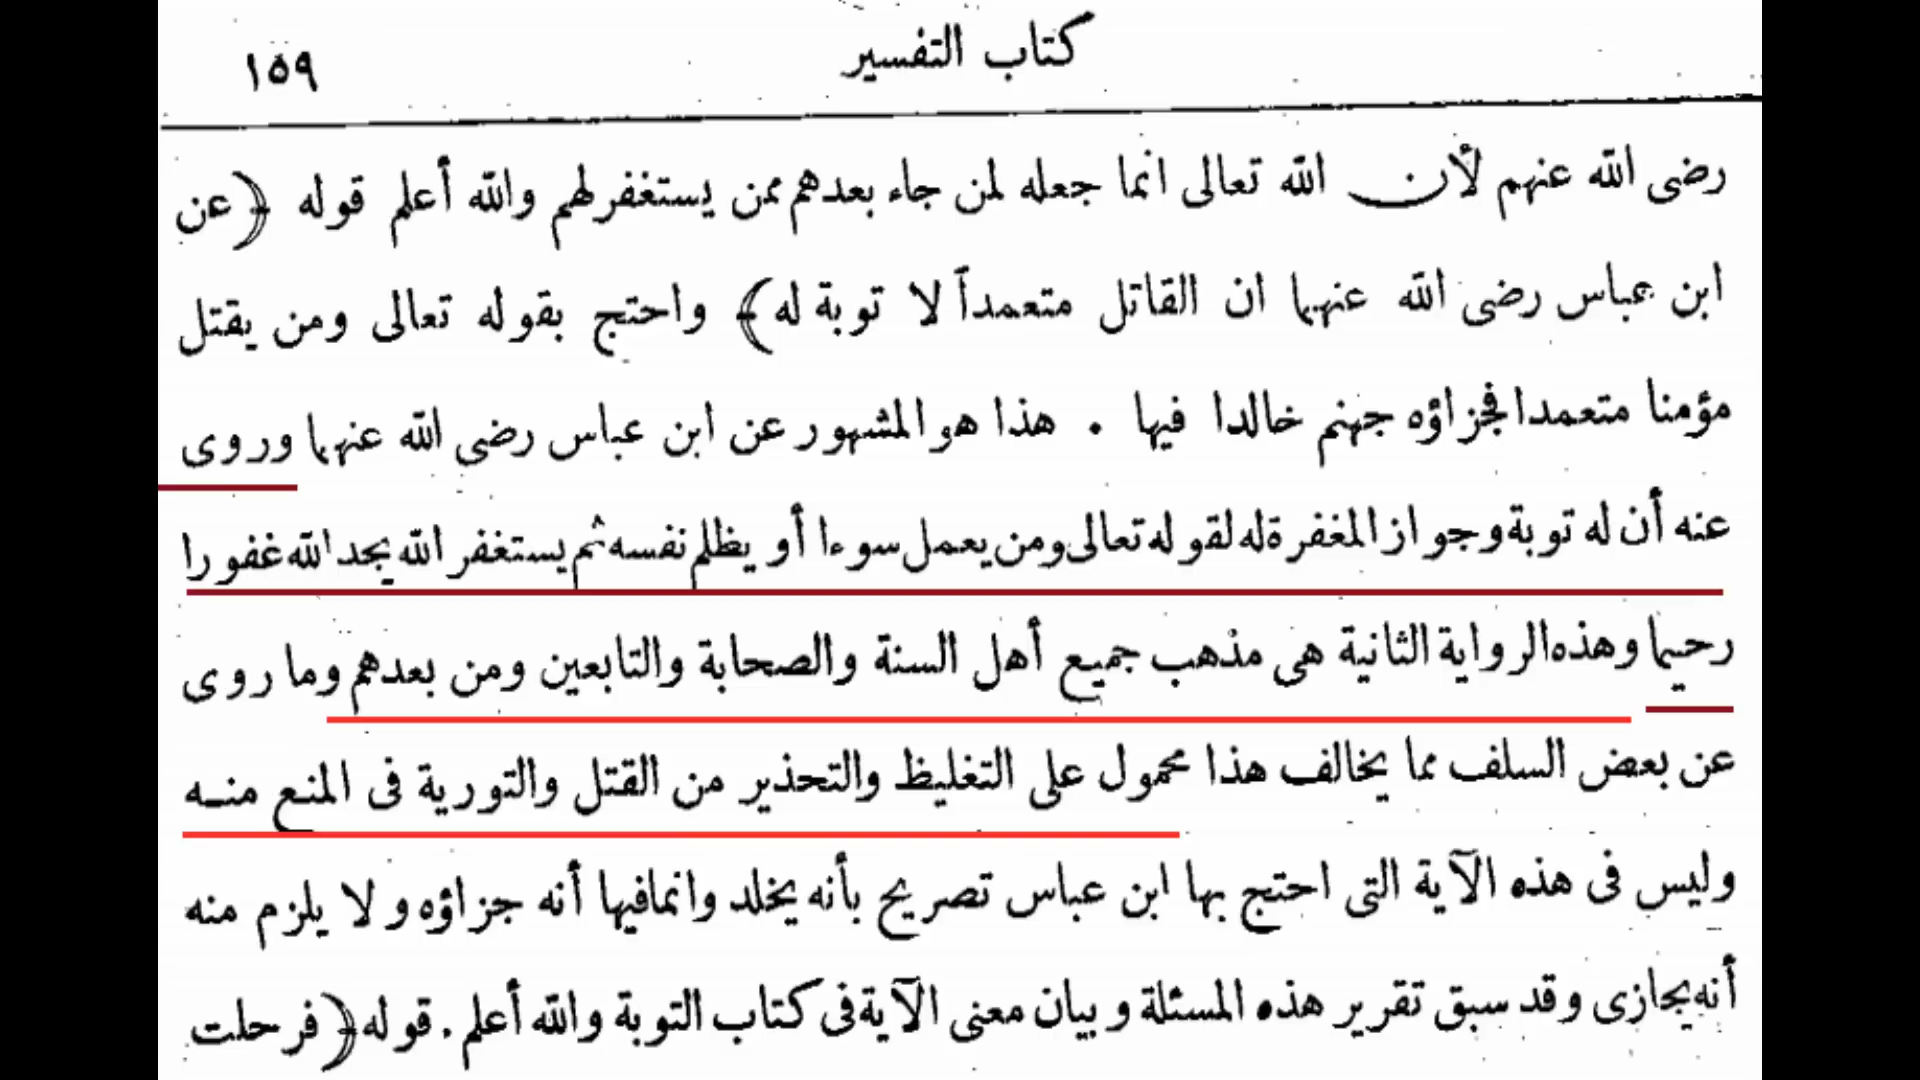 كتاب التفسير ١٥٩
رضى الله عنهم لأن الله تعالى انما جعله لمن جاء بعدهم ممن يستغفر لهم والله أعلم قوله ﴿عن
ابن عباس رضى الله عنهما ان القاتل متعمداً لا توبة له﴾ واحتج بقوله تعالى ومن يقتل
مؤمنا متعمدا فجزاؤه جهنم خالدا فيها . هذا هو المشهور عن ابن عباس رضى الله عنهما وروى
عنه أن له توبة وجواز المغفرة له لقوله تعالى ومن يعمل سوءا أو يظلم نفسه ثم يستغفر الله يجد الله غفورا
رحيما وهذه الرواية الثانية هى مذهب جميع أهل السنة والصحابة والتابعين ومن بعدهم وما روى
عن بعض السلف مما يخالف هذا محمول على التغليظ والتحذير من القتل والتورية فى المنع منه
وليس فى هذه الآية التى احتج بها ابن عباس تصريح بأنه يخلد وانما فيها أنه جزاؤه ولا يلزم منه
أنه يجازى وقد سبق تقرير هذه المسئلة وبيان معنى الآية فى كتاب التوبة والله أعلم . قوله ﴿فرحلت